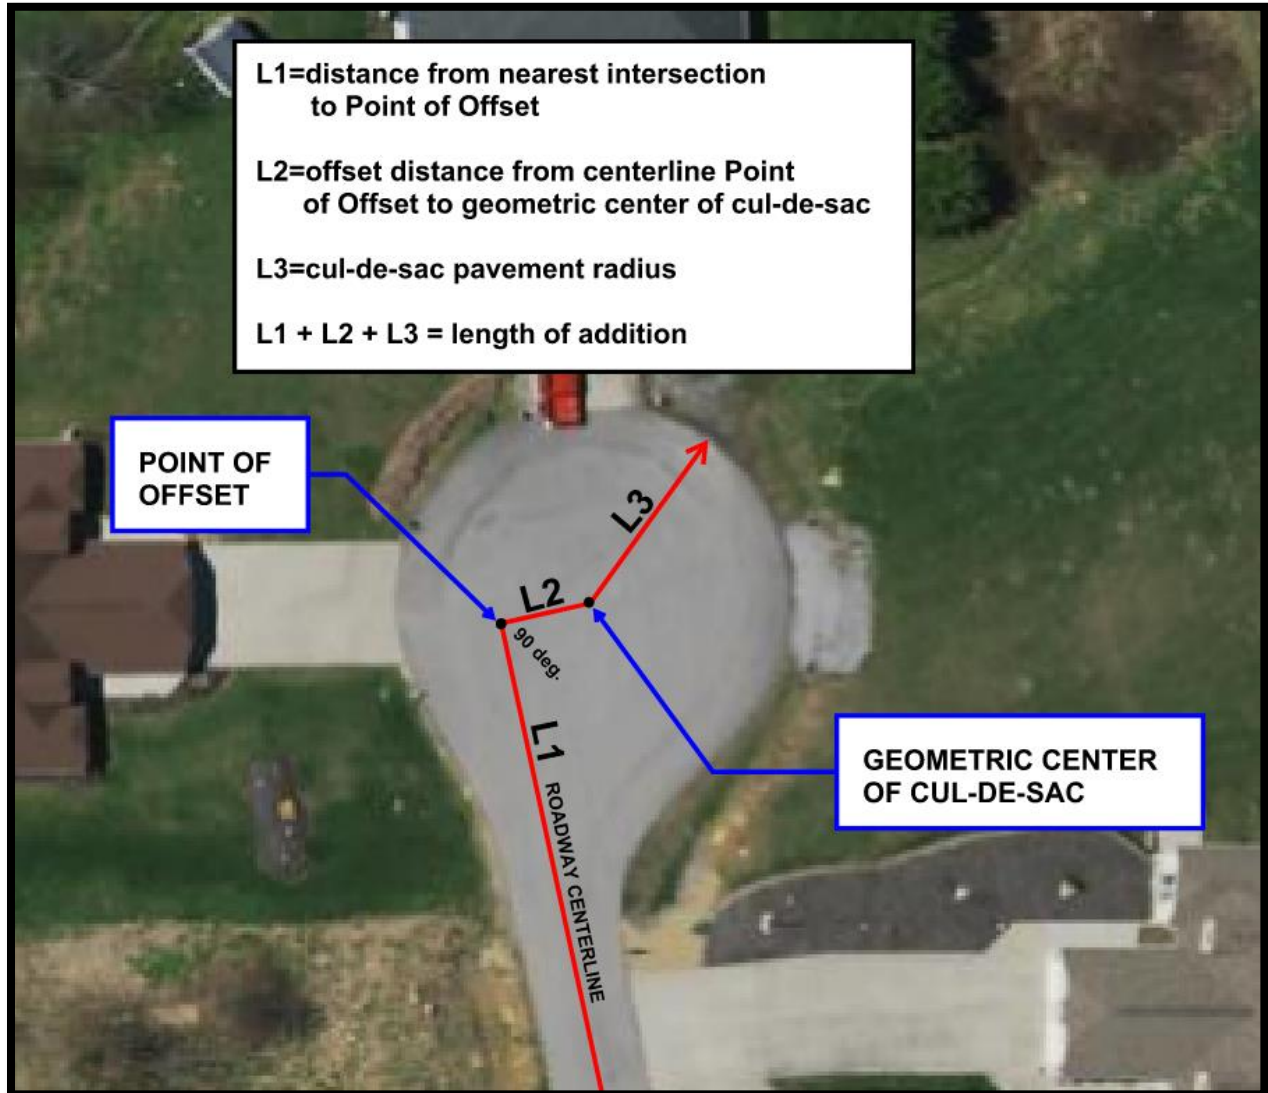 L1=distance from nearest intersection
to Point of Offset
L2=offset distance from centerline Point
of Offset to geometric center of cul-de-sac
L3=cul-de-sac pavement radius
L1 + L2 + L3 = length of addition
POINT OF
OFFSET
L3
L2
90 deg.
L1 ROADWAY CENTERLINE
GEOMETRIC CENTER
OF CUL-DE-SAC